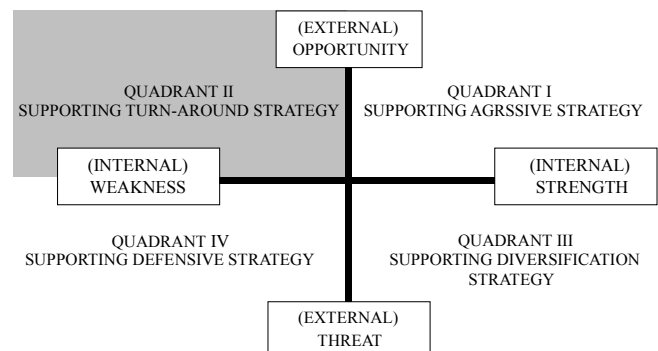 (EXTERNAL)
OPPORTUNITY
QUADRANT II
SUPPORTING TURN-AROUND STRATEGY
QUADRANT I
SUPPORTING AGRSSIVE STRATEGY
(INTERNAL)
WEAKNESS
(INTERNAL)
STRENGTH
QUADRANT IV
SUPPORTING DEFENSIVE STRATEGY
QUADRANT III
SUPPORTING DIVERSIFICATION
STRATEGY
(EXTERNAL)
THREAT